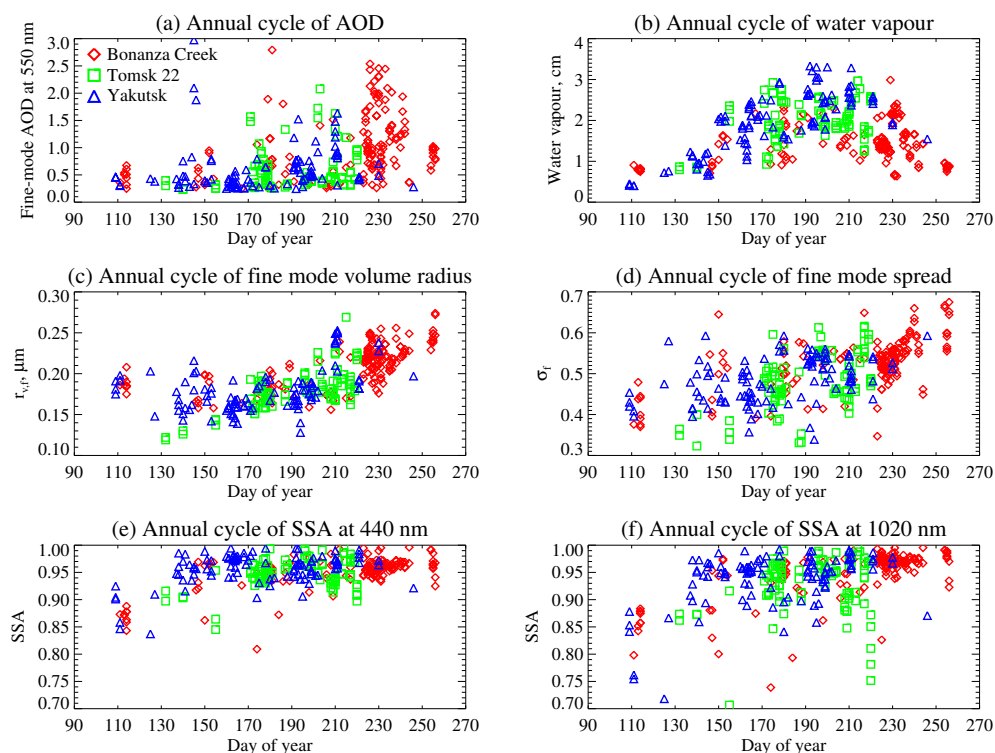 (a) Annual cycle of AOD
Fine-mode AOD at 550 nm
3.0
2.5
2.0
1.5
1.0
0.5
0.0
Bonanza Creek
Tomsk 22
Yakutsk
90 110 130 150 170 190 210 230 250 270
Day of year
(b) Annual cycle of water vapour
Water vapour, cm
4
3
2
1
0
90 110 130 150 170 190 210 230 250 270
Day of year
(c) Annual cycle of fine mode volume radius
r_v,f, μm
0.30
0.25
0.20
0.15
0.10
90 110 130 150 170 190 210 230 250 270
Day of year
(d) Annual cycle of fine mode spread
σ_f
0.7
0.6
0.5
0.4
0.3
90 110 130 150 170 190 210 230 250 270
Day of year
(e) Annual cycle of SSA at 440 nm
SSA
1.00
0.95
0.90
0.85
0.80
0.75
0.70
90 110 130 150 170 190 210 230 250 270
Day of year
(f) Annual cycle of SSA at 1020 nm
SSA
1.00
0.95
0.90
0.85
0.80
0.75
0.70
90 110 130 150 170 190 210 230 250 270
Day of year